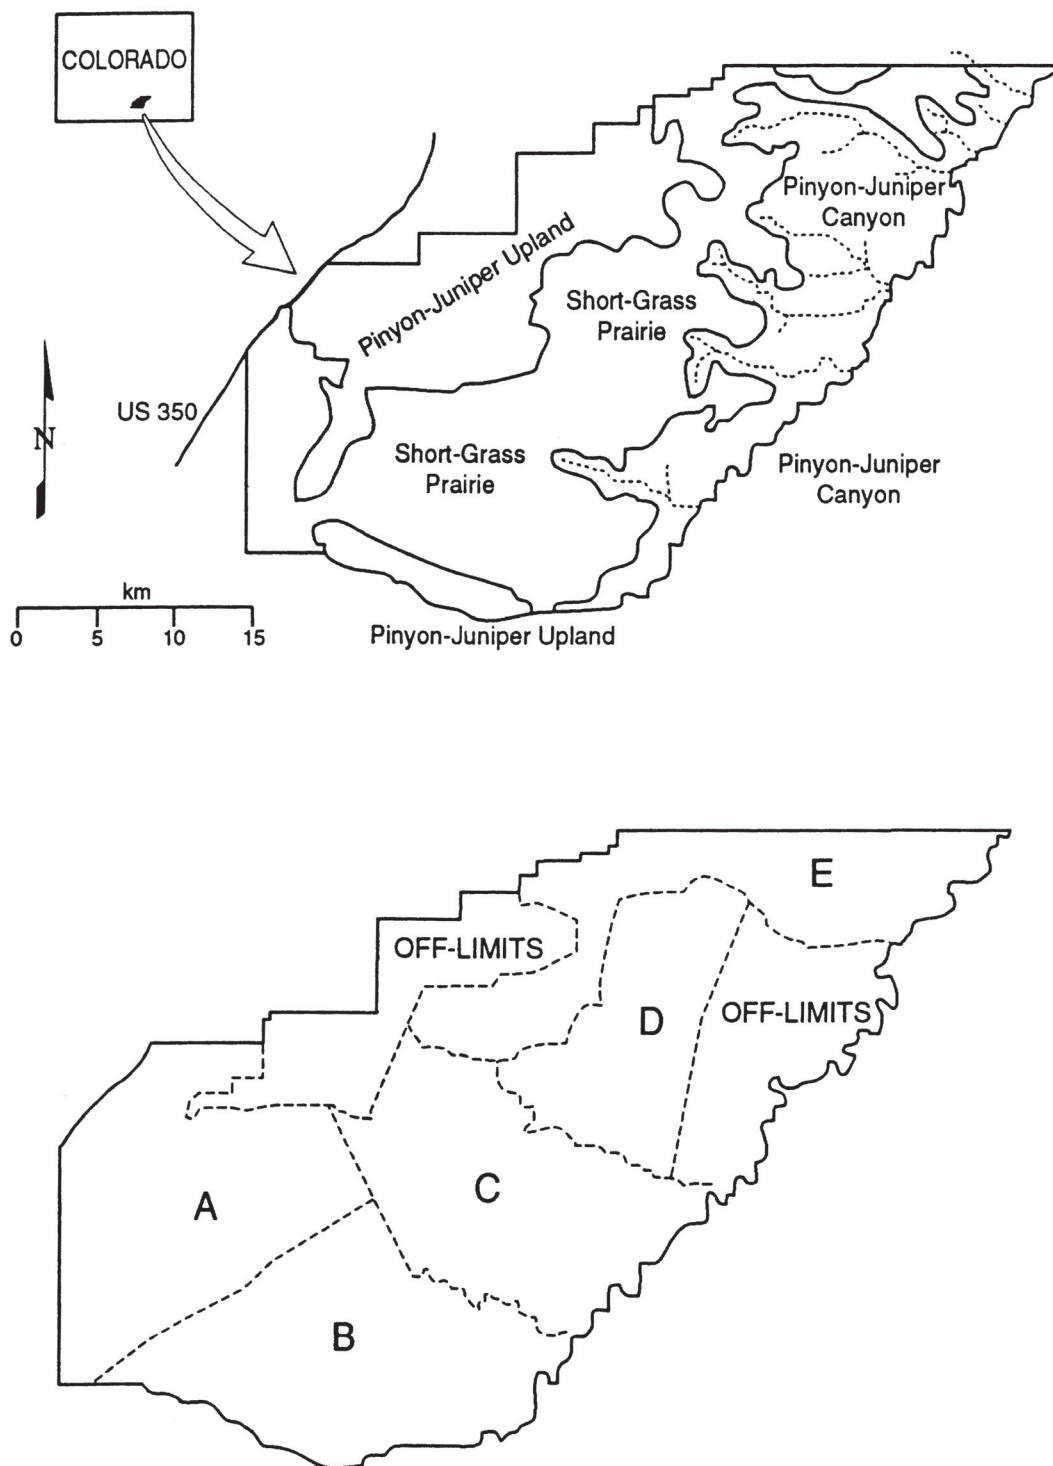 COLORADO
Pinyon-Juniper
Canyon
Pinyon-Juniper Upland
Short-Grass
Prairie
US 350
N
Short-Grass
Prairie
Pinyon-Juniper
Canyon
km
0 5 10 15
Pinyon-Juniper Upland
E
OFF-LIMITS
D
OFF-LIMITS
C
A
B